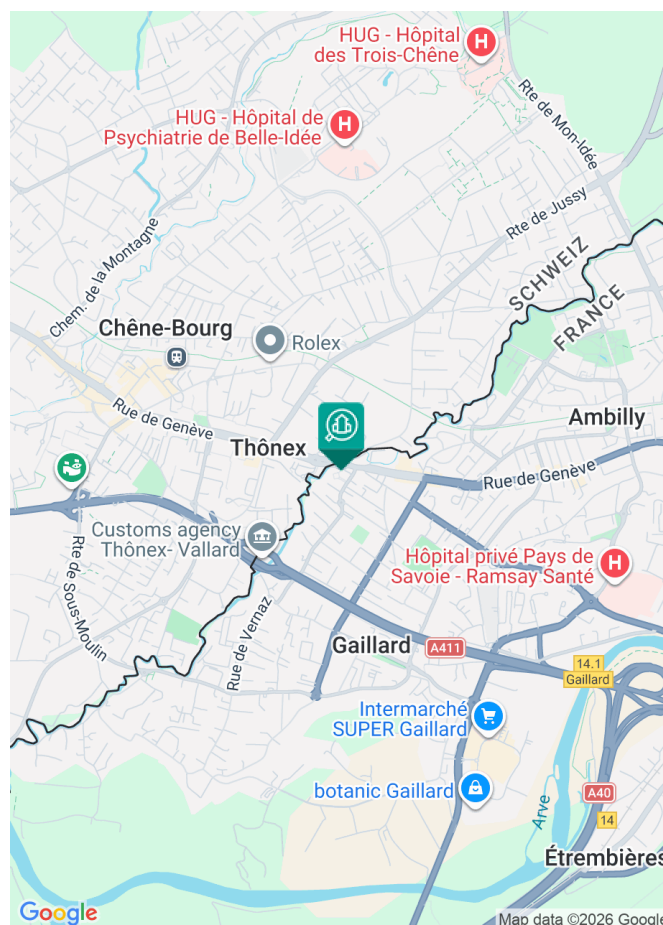 HUG - Hôpital
des Trois-Chêne
HUG - Hôpital de
Psychiatrie de Belle-Idée
Rte de Mon-Idée
Rte de Jussy
Chem. de la Montagne
SCHWEIZ
FRANCE
Chêne-Bourg
Rolex
Rue de Genève
Ambilly
Thônex
Rue de Genève
Customs agency
Thônex- Vallard
Rte de Sous-Moulin
Hôpital privé Pays de
Savoie - Ramsay Santé
Rue de Vernaz
Gaillard
A411
14.1
Gaillard
Intermarché
SUPER Gaillard
botanic Gaillard
Arve
A40
14
Étrembières
Google
Map data ©2026 Google